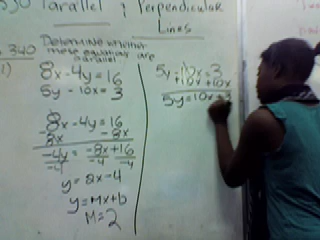 Parallel & Perpendicular
Lines
340
1)
Determine whether
these equation are
parallel
8x - 4y = 16
5y - 10x = 3
8x - 4y = 16
-8x -8x
-4y = -8x + 16
-4 -4 -4
y = 2x - 4
y = mx + b
M = 2
5y - 10x = 3
+10x +10x
5y = 10x + 3